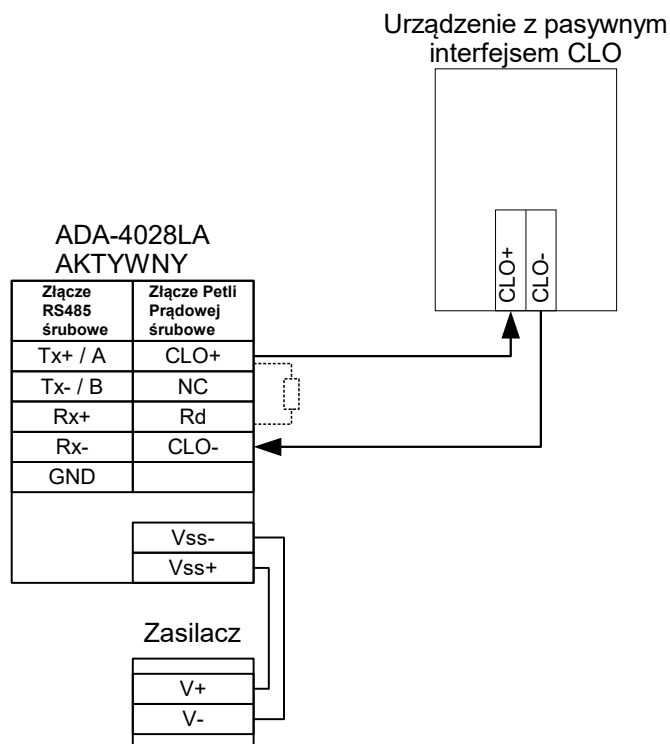 Urządzenie z pasywnym
interfejsem CLO
CLO+
CLO-
ADA-4028LA
AKTYWNY
Złącze
RS485
śrubowe
Złącze Petli
Prądowej
śrubowe
Tx+ / A
CLO+
Tx- / B
NC
Rx+
Rd
Rx-
CLO-
GND
Vss-
Vss+
Zasilacz
V+
V-